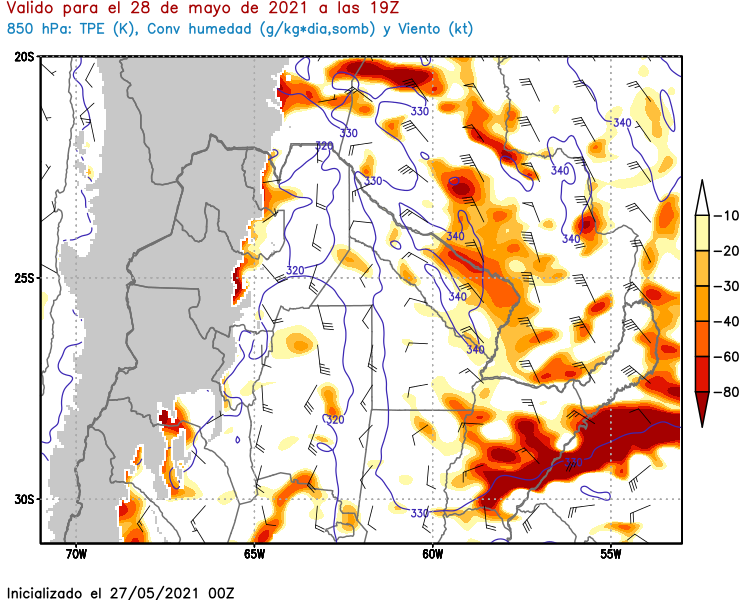 Valido para el 28 de mayo de 2021 a las 19Z
850 hPa: TPE (K), Conv humedad (g/kg*dia,somb) y Viento (kt)
20S
25S
30S
70W
65W
60W
55W
330
330
320
340
340
330
340
340
320
340
340
320
330
-10
-20
-30
-40
-60
-80
Inicializado el 27/05/2021 00Z